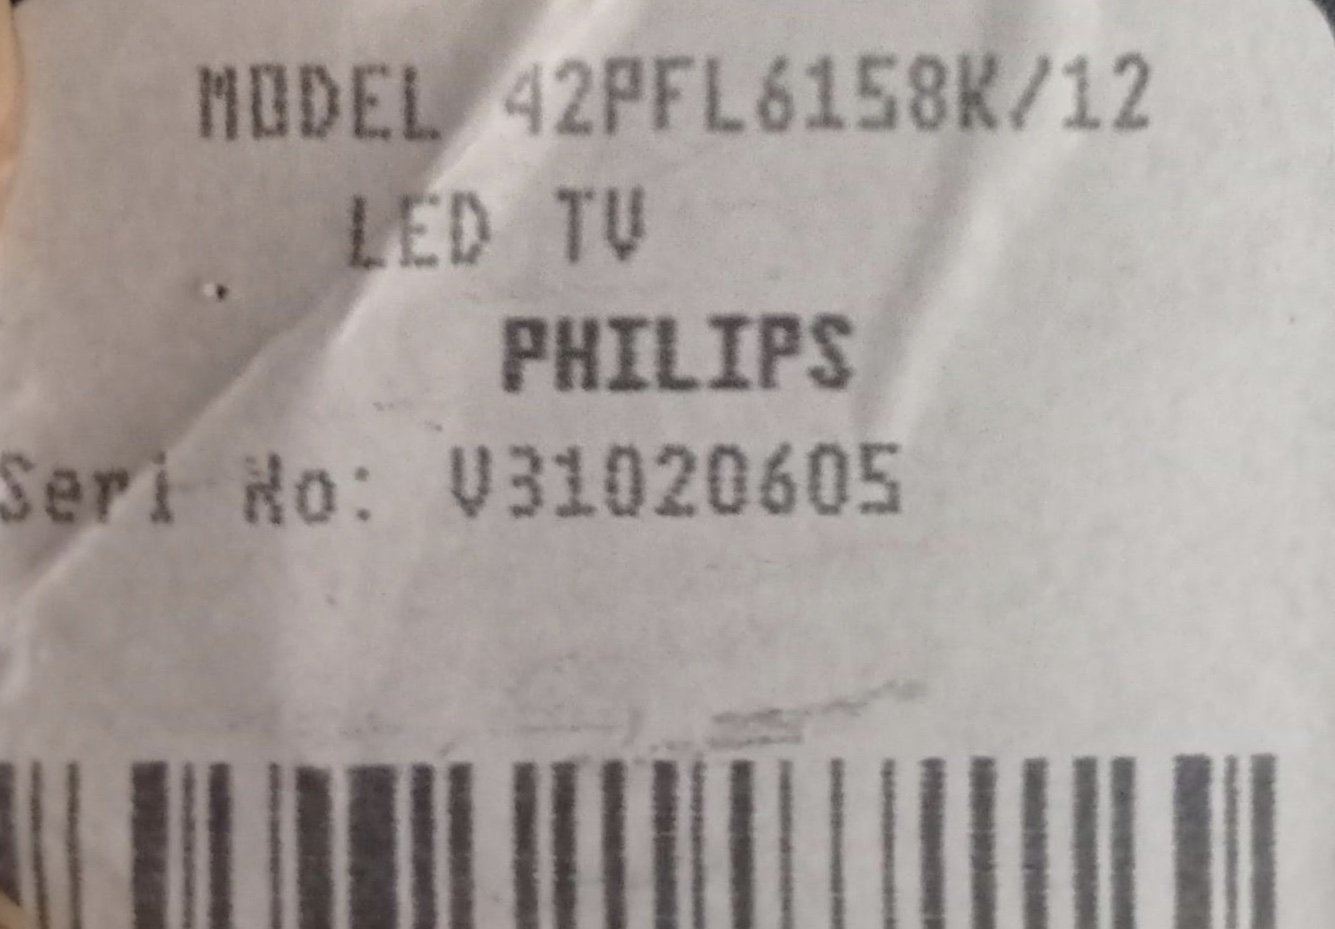 MODEL 42PFL6158K/12
LED TV
PHILIPS
Seri No: V31020605